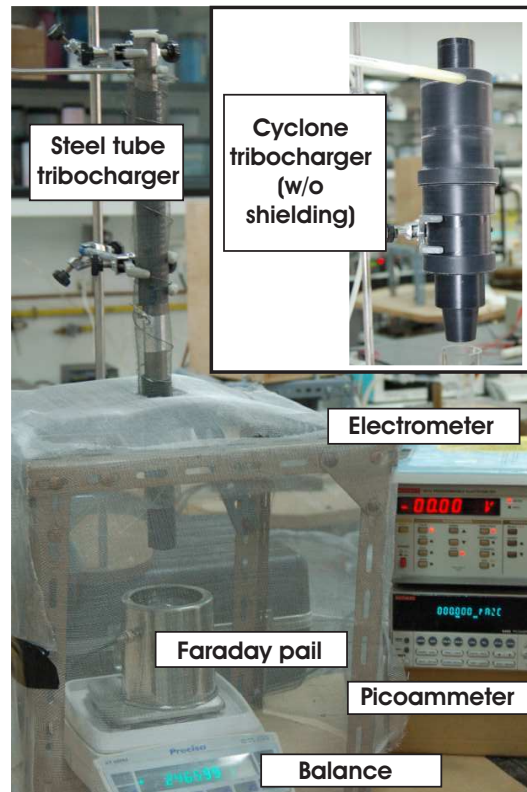 Steel tube
tribocharger
Cyclone
tribocharger
(w/o
shielding)
Electrometer
00.00 V
Faraday pail
Picoammeter
Precisa
Balance